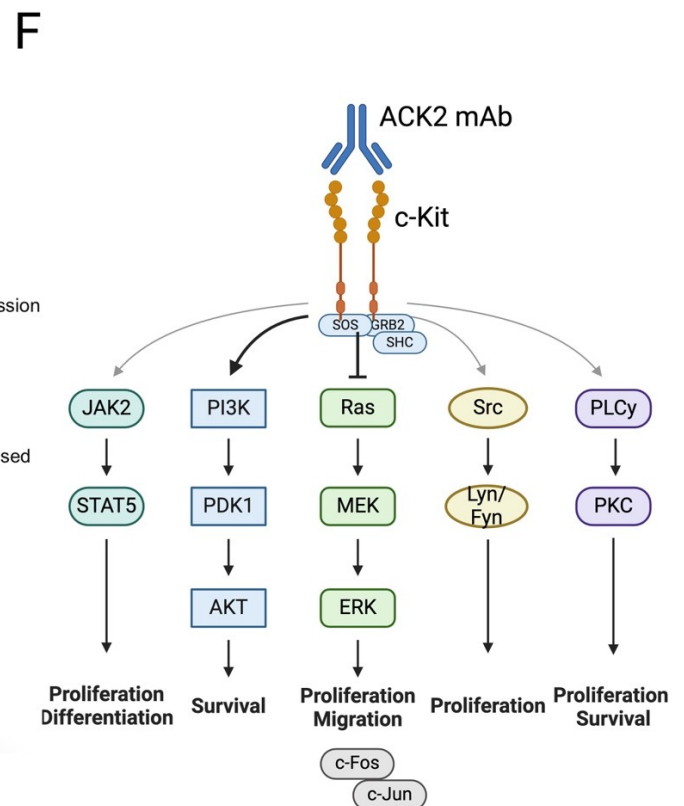 F
ACK2 mAb
c-Kit
ssion
SOS
GRB2
SHC
JAK2
PI3K
Ras
Src
PLCy
sed
STAT5
PDK1
MEK
Lyn/
Fyn
PKC
AKT
ERK
Proliferation
Differentiation
Survival
Proliferation
Migration
Proliferation
Proliferation
Survival
c-Fos
c-Jun